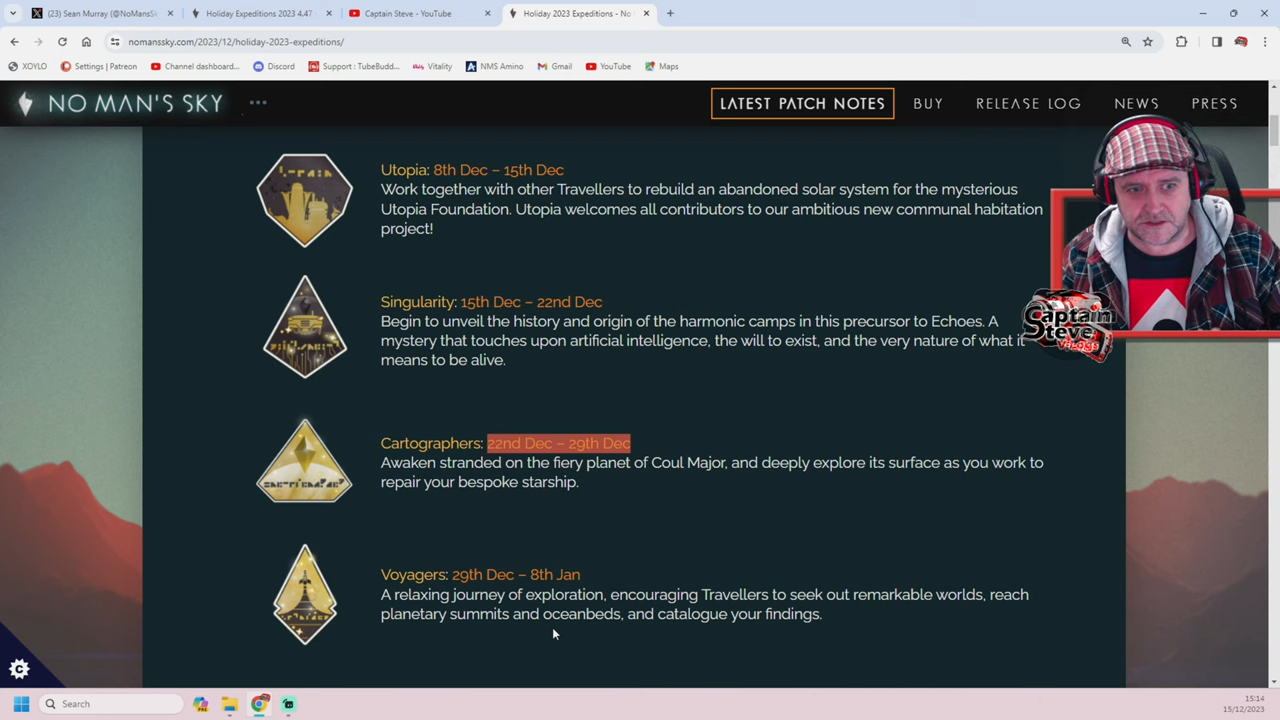 (23) Sean Murray (@NoMansSk
Holiday Expeditions 2023 4.47
Captain Steve - YouTube
Holiday 2023 Expeditions - No
nomanssky.com/2023/12/holiday-2023-expeditions/
XOYLO
Settings | Patreon
Channel dashboard...
Discord
Support : TubeBudd...
Vitality
NMS Amino
Gmail
YouTube
Maps
NO MAN'S SKY
LATEST PATCH NOTES
BUY
RELEASE LOG
NEWS
PRESS
Utopia: 8th Dec – 15th Dec
Work together with other Travellers to rebuild an abandoned solar system for the mysterious
Utopia Foundation. Utopia welcomes all contributors to our ambitious new communal habitation
project!
Singularity: 15th Dec – 22nd Dec
Begin to unveil the history and origin of the harmonic camps in this precursor to Echoes. A
mystery that touches upon artificial intelligence, the will to exist, and the very nature of what it
means to be alive.
Captain
Steve
V-Logs
Cartographers: 22nd Dec – 29th Dec
Awaken stranded on the fiery planet of Coul Major, and deeply explore its surface as you work to
repair your bespoke starship.
Voyagers: 29th Dec – 8th Jan
A relaxing journey of exploration, encouraging Travellers to seek out remarkable worlds, reach
planetary summits and oceanbeds, and catalogue your findings.
Search
PRE
15:14
15/12/2023